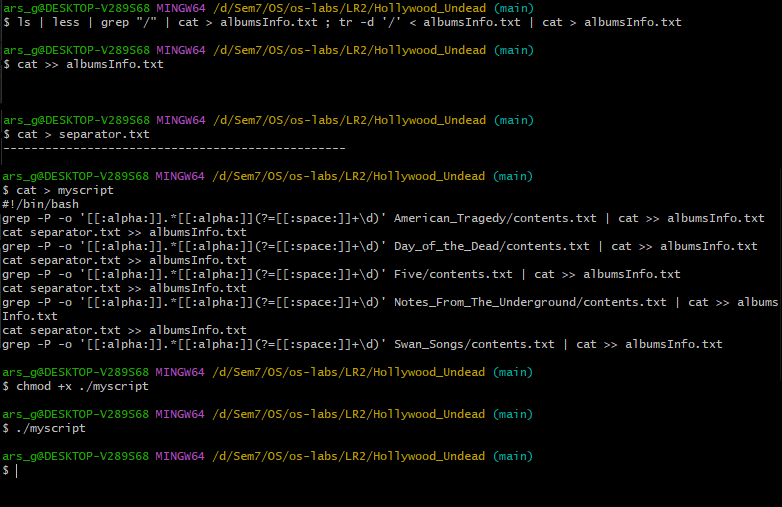 ars_g@DESKTOP-V289S68 MINGW64 /d/Sem7/OS/os-labs/LR2/Hollywood_Undead (main)
$ ls | less | grep "/" | cat > albumsInfo.txt ; tr -d '/' < albumsInfo.txt | cat > albumsInfo.txt
ars_g@DESKTOP-V289S68 MINGW64 /d/Sem7/OS/os-labs/LR2/Hollywood_Undead (main)
$ cat >> albumsInfo.txt
ars_g@DESKTOP-V289S68 MINGW64 /d/Sem7/OS/os-labs/LR2/Hollywood_Undead (main)
$ cat > separator.txt
-------------------------------------------------
ars_g@DESKTOP-V289S68 MINGW64 /d/Sem7/OS/os-labs/LR2/Hollywood_Undead (main)
$ cat > myscript
#!/bin/bash
grep -P -o '[[:alpha:]].*[[:alpha:]](?=[[:space:]]+\d)' American_Tragedy/contents.txt | cat >> albumsInfo.txt
cat separator.txt >> albumsInfo.txt
grep -P -o '[[:alpha:]].*[[:alpha:]](?=[[:space:]]+\d)' Day_of_the_Dead/contents.txt | cat >> albumsInfo.txt
cat separator.txt >> albumsInfo.txt
grep -P -o '[[:alpha:]].*[[:alpha:]](?=[[:space:]]+\d)' Five/contents.txt | cat >> albumsInfo.txt
cat separator.txt >> albumsInfo.txt
grep -P -o '[[:alpha:]].*[[:alpha:]](?=[[:space:]]+\d)' Notes_From_The_Underground/contents.txt | cat >> albums
Info.txt
cat separator.txt >> albumsInfo.txt
grep -P -o '[[:alpha:]].*[[:alpha:]](?=[[:space:]]+\d)' Swan_Songs/contents.txt | cat >> albumsInfo.txt
ars_g@DESKTOP-V289S68 MINGW64 /d/Sem7/OS/os-labs/LR2/Hollywood_Undead (main)
$ chmod +x ./myscript
ars_g@DESKTOP-V289S68 MINGW64 /d/Sem7/OS/os-labs/LR2/Hollywood_Undead (main)
$ ./myscript
ars_g@DESKTOP-V289S68 MINGW64 /d/Sem7/OS/os-labs/LR2/Hollywood_Undead (main)
$